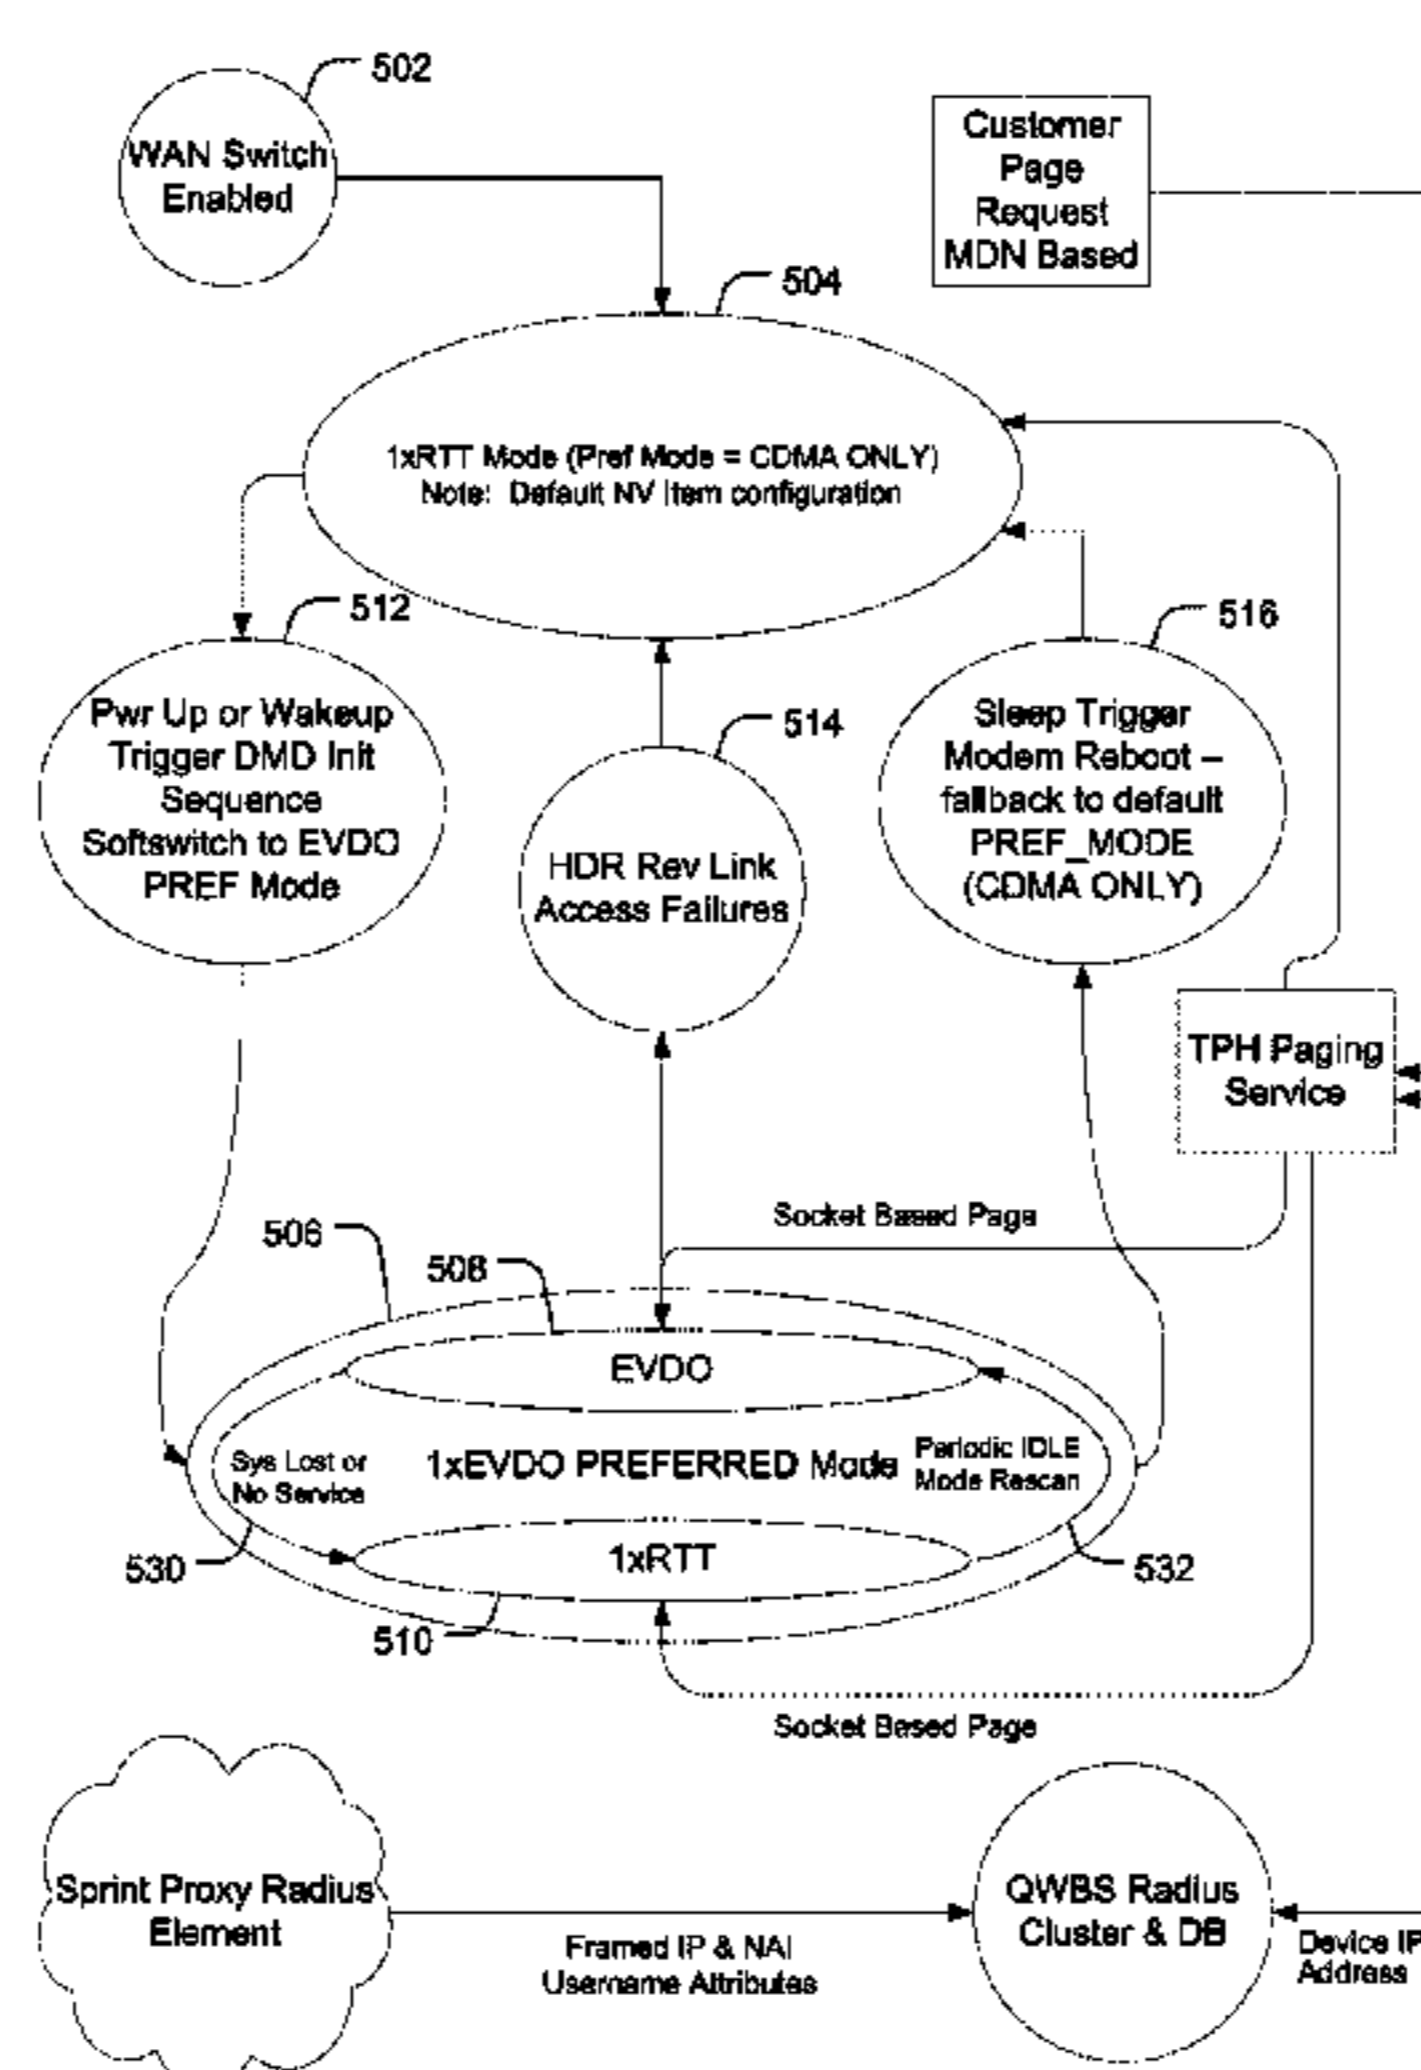 502
WAN Switch
Enabled
Customer
Page
Request
MDN Based
504
1xRTT Mode (Pref Mode = CDMA ONLY)
Note: Default NV Item configuration
512
Pwr Up or Wakeup
Trigger DMD Init
Sequence
Softswitch to EVDO
PREF Mode
514
HDR Rev Link
Access Failures
516
Sleep Trigger
Modem Reboot –
fallback to default
PREF_MODE
(CDMA ONLY)
TPH Paging
Service
Socket Based Page
506
508
EVDO
Sys Lost or
No Service
1xEVDO PREFERRED Mode
Periodic IDLE
Mode Rescan
530
1xRTT
532
510
Socket Based Page
Sprint Proxy Radius
Element
Framed IP & NAI
Username Attributes
QWBS Radius
Cluster & DB
Device IP
Address